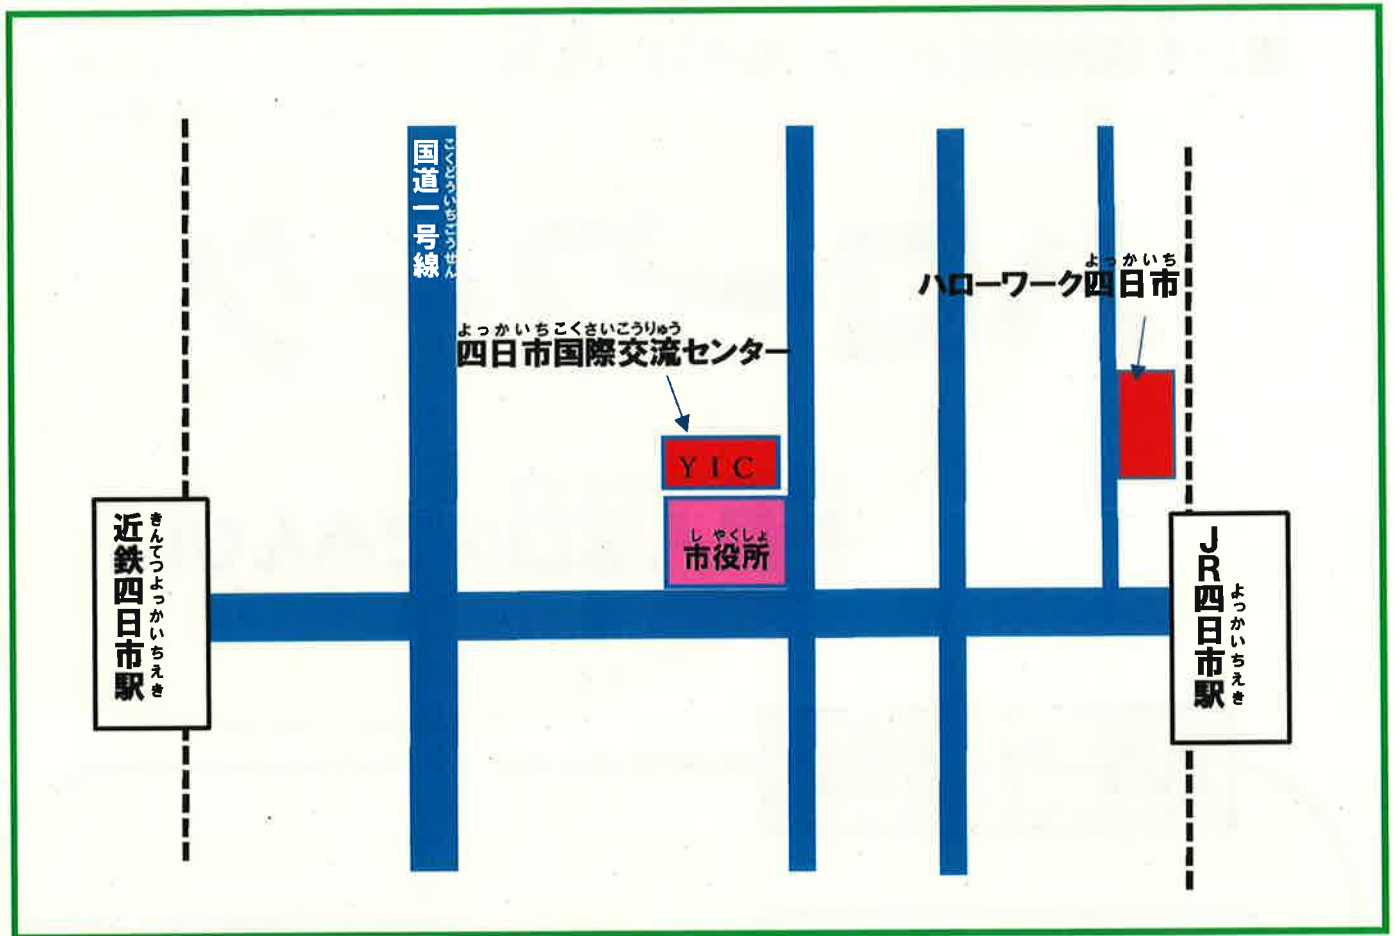 国道一号線
こくどういちごうせん
よっかいち
ハローワーク四日市
よっかいちこくさいこうりゅう
四日市国際交流センター
YIC
しやくしょ
市役所
近鉄四日市駅
きんてつよっかいちえき
JR四日市駅
よっかいちえき